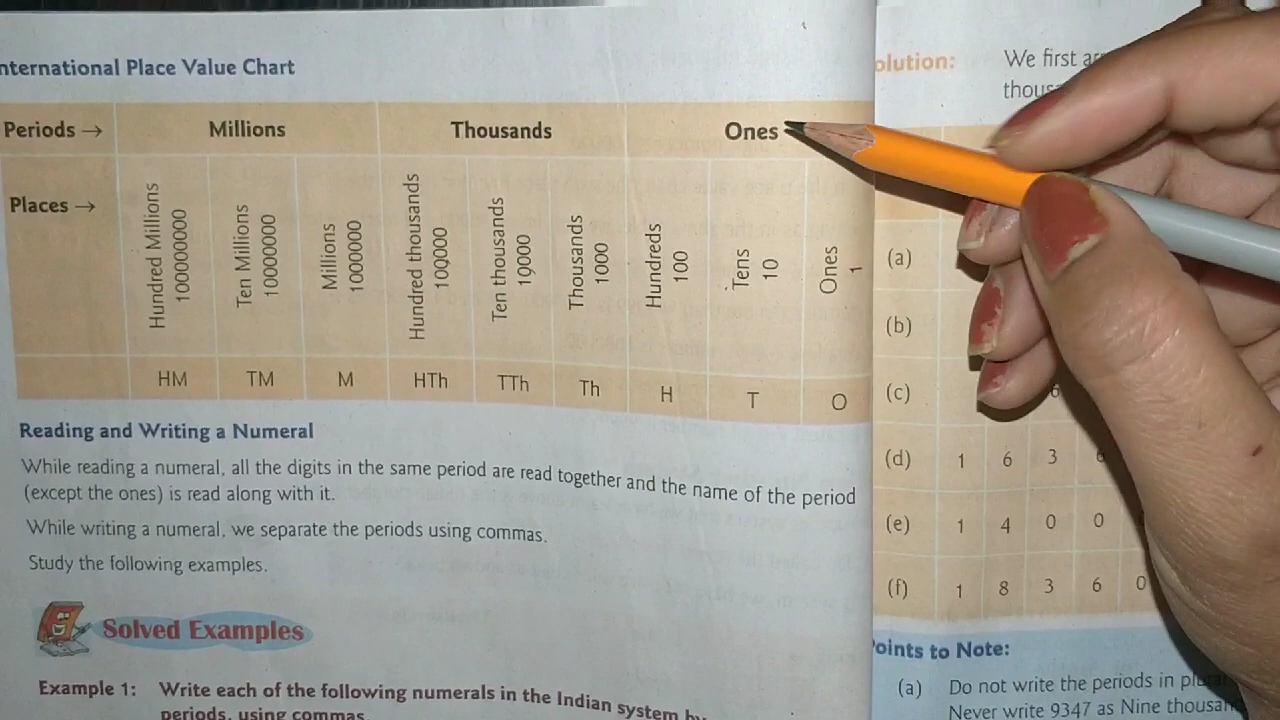 nternational Place Value Chart
Periods → Millions Thousands Ones
Places → Hundred Millions 100000000 Ten Millions 10000000 Millions 1000000 Hundred thousands 100000 Ten thousands 10000 Thousands 1000 Hundreds 100 Tens 10 Ones 1
HM TM M HTh TTh Th H T O
Reading and Writing a Numeral
While reading a numeral, all the digits in the same period are read together and the name of the period
(except the ones) is read along with it.
While writing a numeral, we separate the periods using commas.
Study the following examples.
Solved Examples
Example 1: Write each of the following numerals in the Indian system by
periods, using commas.
olution: We first
(a)
(b)
(c) 6
(d) 1 6 3
(e) 1 4 0 0
(f) 1 8 3 6 0
oints to Note:
(a) Do not write the periods in
Never write 9347 as Nine